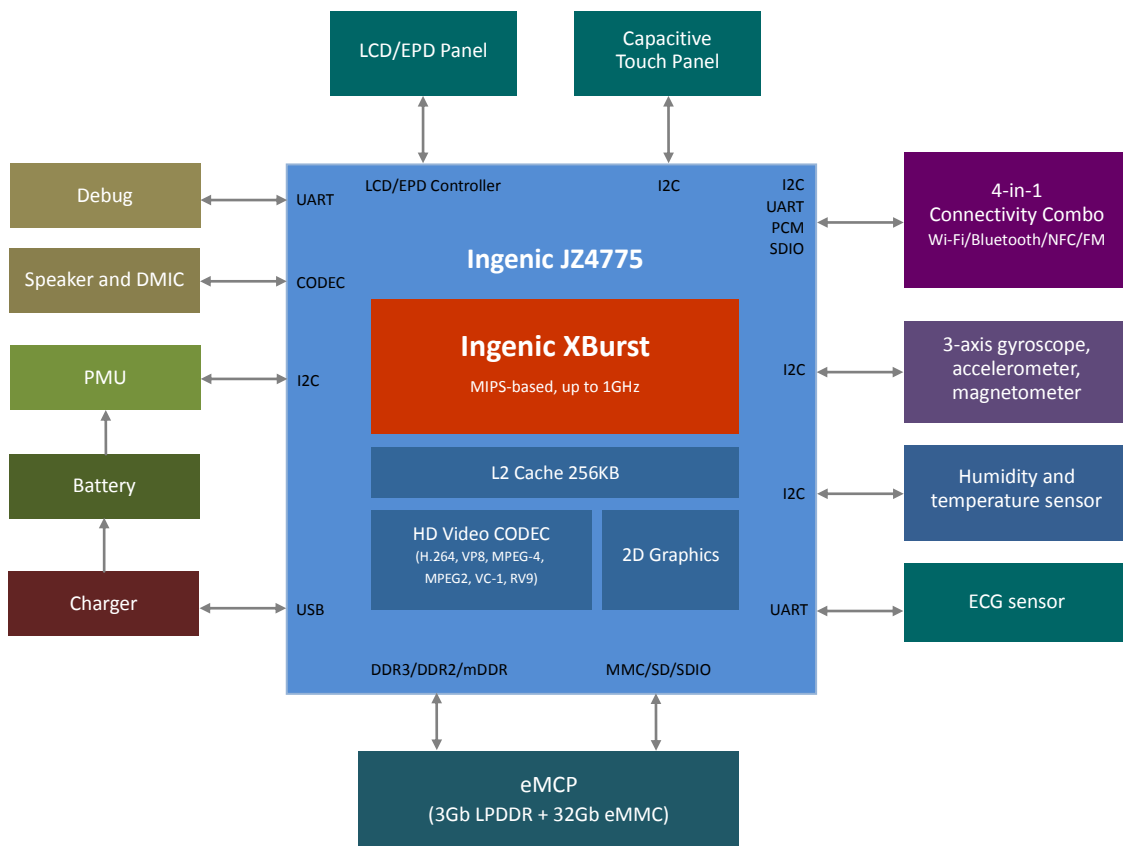 LCD/EPD Panel
Capacitive
Touch Panel
Debug
Speaker and DMIC
PMU
Battery
Charger
UART
CODEC
I2C
USB
LCD/EPD Controller
I2C
I2C
UART
PCM
SDIO
Ingenic JZ4775
Ingenic XBurst
MIPS-based, up to 1GHz
L2 Cache 256KB
HD Video CODEC
(H.264, VP8, MPEG-4,
MPEG2, VC-1, RV9)
2D Graphics
I2C
I2C
UART
DDR3/DDR2/mDDR
MMC/SD/SDIO
4-in-1
Connectivity Combo
Wi-Fi/Bluetooth/NFC/FM
3-axis gyroscope,
accelerometer,
magnetometer
Humidity and
temperature sensor
ECG sensor
eMCP
(3Gb LPDDR + 32Gb eMMC)